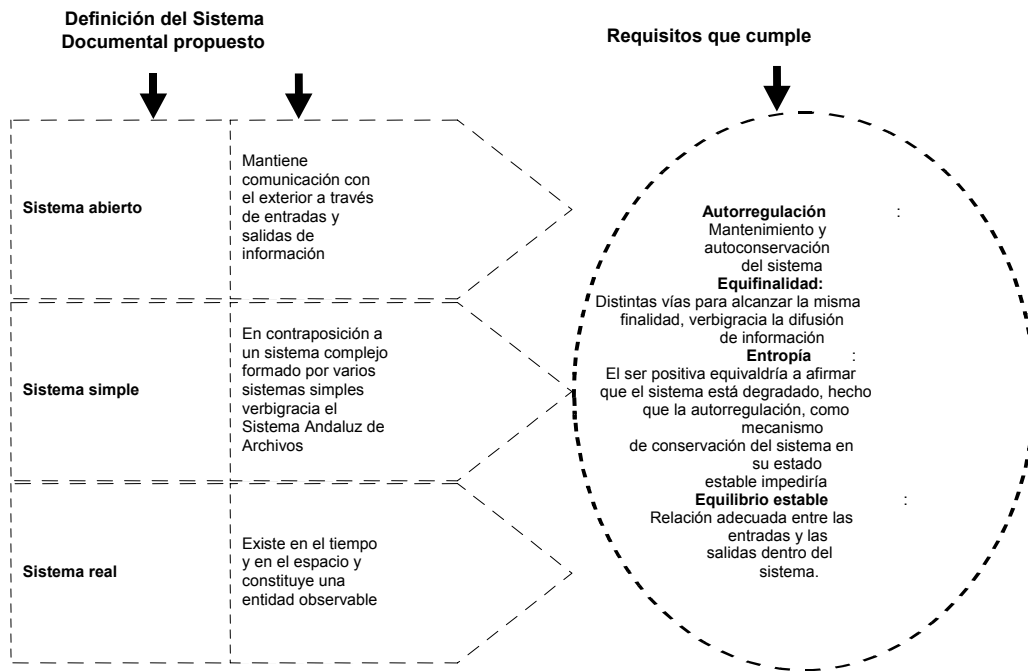 Definición del Sistema
Documental propuesto
Requisitos que cumple
Sistema abierto
Mantiene
comunicación con
el exterior a través
de entradas y
salidas de
información
Sistema simple
En contraposición a
un sistema complejo
formado por varios
sistemas simples
verbigracia el
Sistema Andaluz de
Archivos
Sistema real
Existe en el tiempo
y en el espacio y
constituye una
entidad observable
Autorregulación :
Mantenimiento y
autoconservación
del sistema
Equifinalidad:
Distintas vías para alcanzar la misma
finalidad, verbigracia la difusión
de información
Entropía :
El ser positiva equivaldría a afirmar
que el sistema está degradado, hecho
que la autorregulación, como
mecanismo
de conservación del sistema en
su estado
estable impediría
Equilibrio estable :
Relación adecuada entre las
entradas y las
salidas dentro del
sistema.